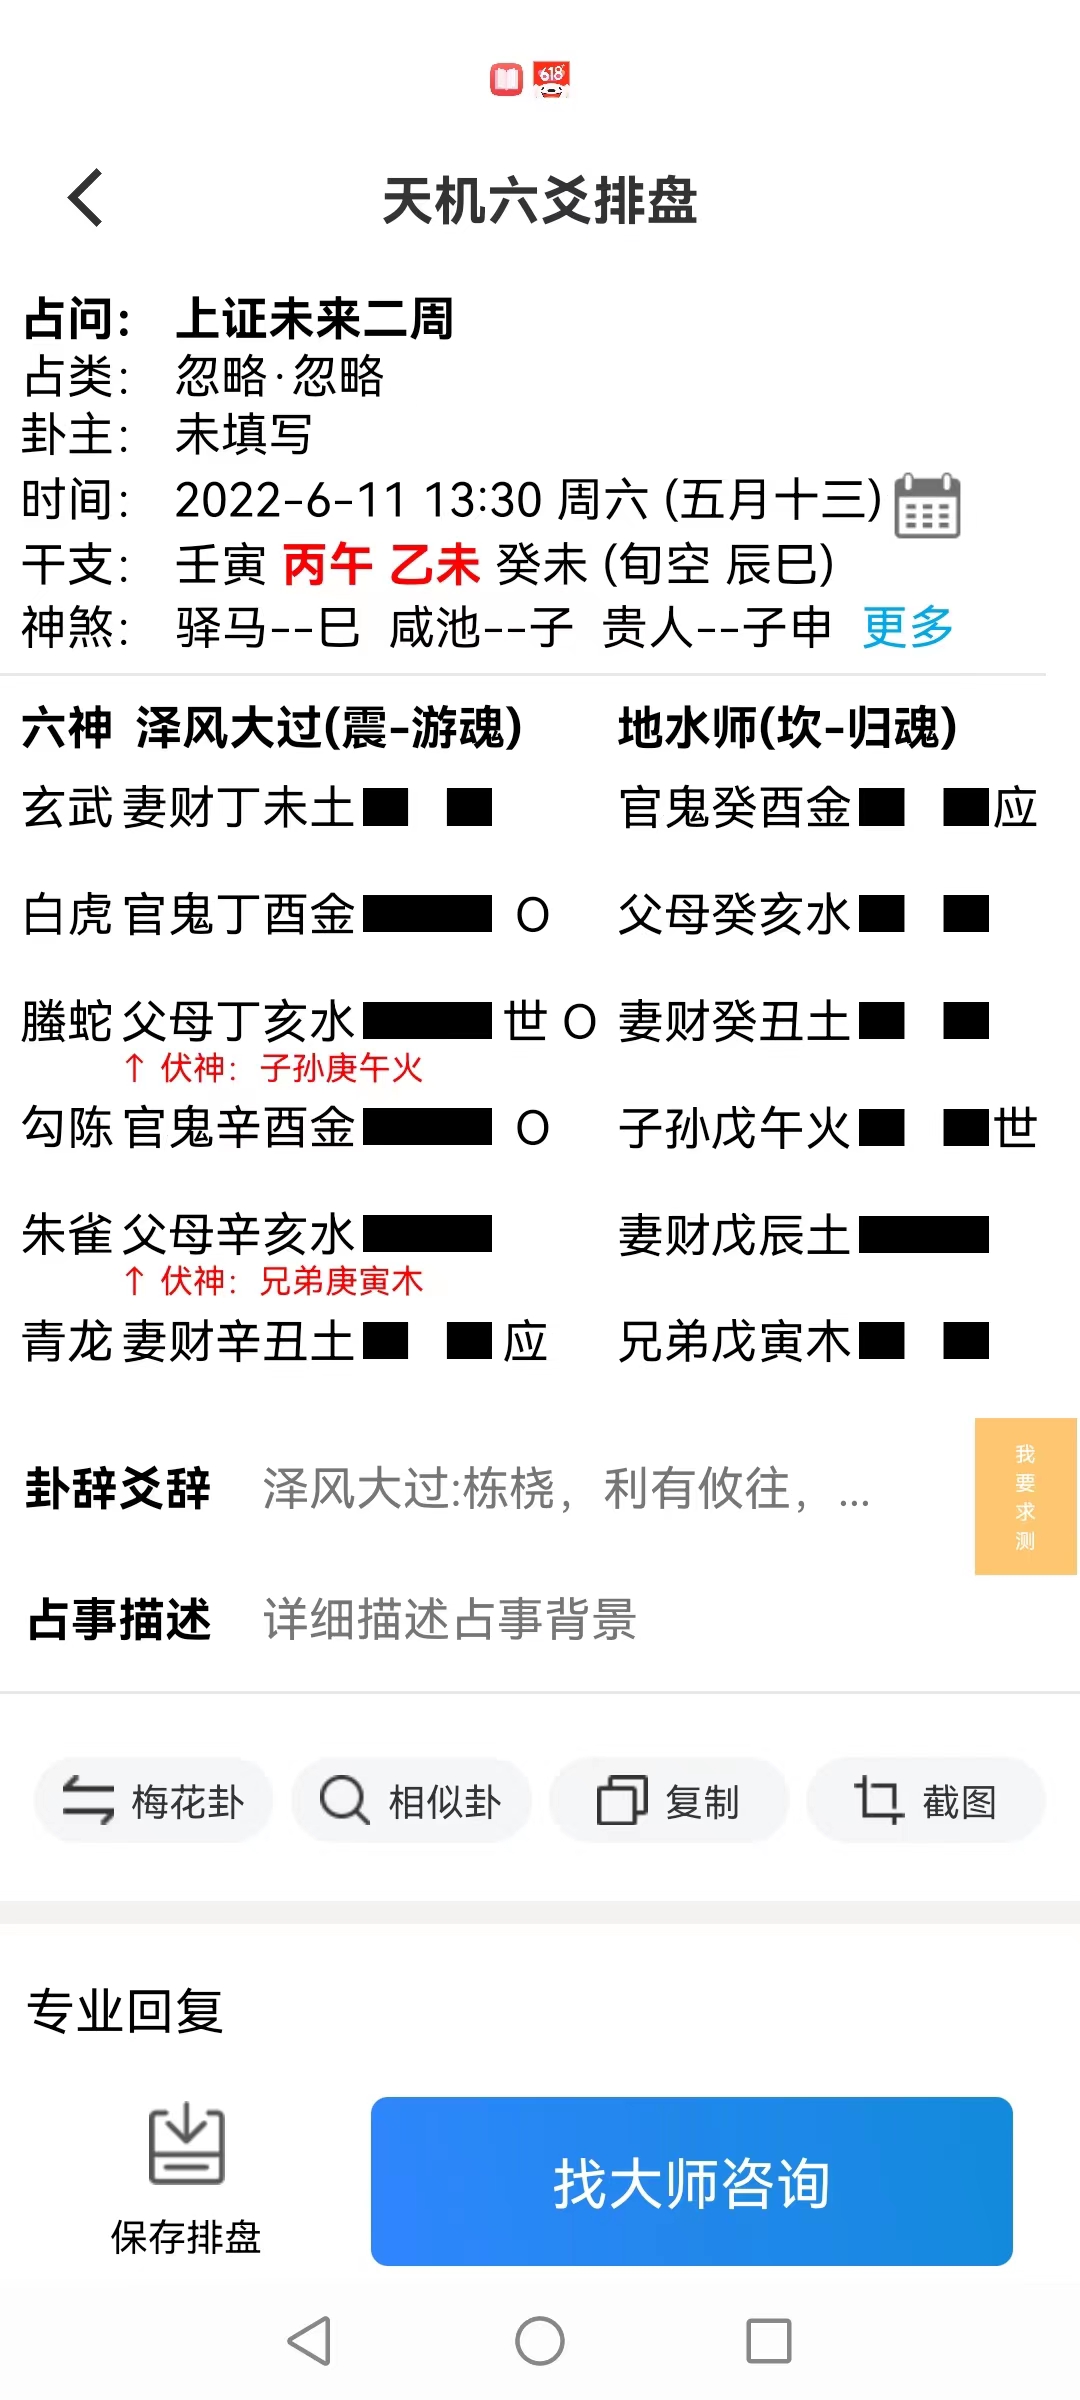 618
天机六爻排盘
占问： 上证未来二周
占类： 忽略·忽略
卦主： 未填写
时间： 2022-6-11 13:30 周六 (五月十三)
干支： 壬寅 丙午 乙未 癸未 (旬空 辰巳)
神煞： 驿马--巳 咸池--子 贵人--子申 更多
六神 泽风大过(震-游魂) 地水师(坎-归魂)
玄武 妻财丁未土 官鬼癸酉金 应
白虎 官鬼丁酉金 O 父母癸亥水
螣蛇 父母丁亥水 世 O 妻财癸丑土
↑ 伏神： 子孙庚午火
勾陈 官鬼辛酉金 O 子孙戊午火 世
朱雀 父母辛亥水 妻财戊辰土
↑ 伏神： 兄弟庚寅木
青龙 妻财辛丑土 应 兄弟戊寅木
卦辞爻辞 泽风大过:栋桡，利有攸往，...
我要求测
占事描述 详细描述占事背景
梅花卦 相似卦 复制 截图
专业回复
保存排盘 找大师咨询